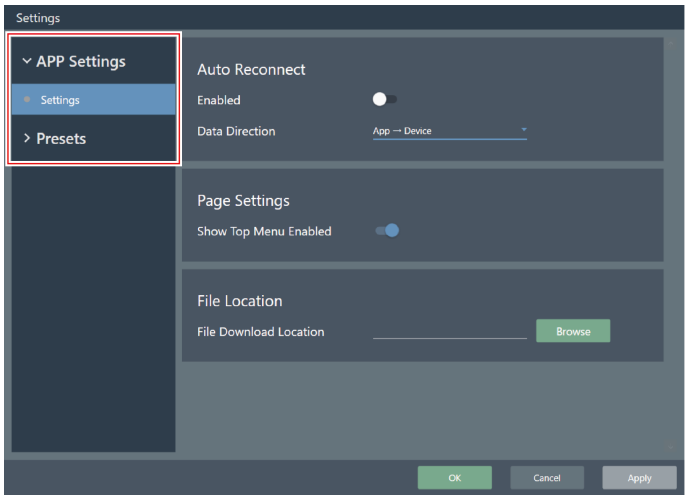 Settings
APP Settings
Settings
Presets
Auto Reconnect
Enabled
Data Direction
App → Device
Page Settings
Show Top Menu Enabled
File Location
File Download Location
Browse
OK
Cancel
Apply